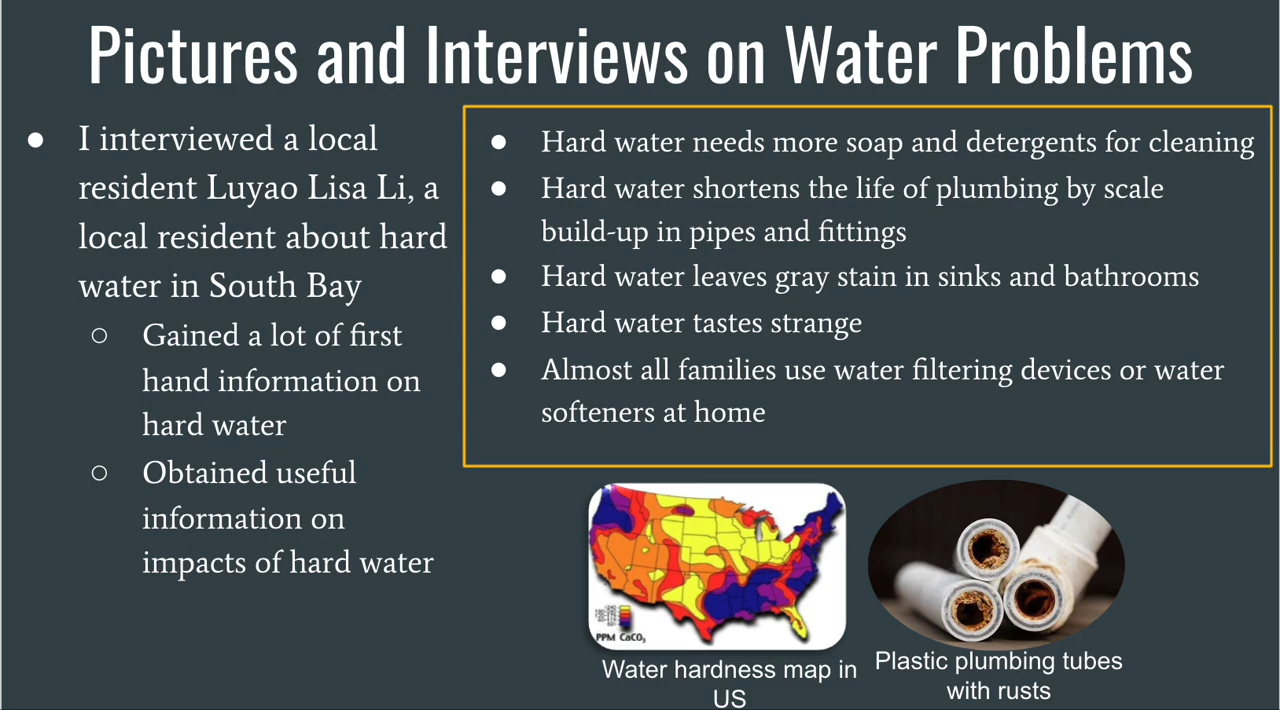 Pictures and Interviews on Water Problems
● I interviewed a local
resident Luyao Lisa Li, a
local resident about hard
water in South Bay
○ Gained a lot of first
hand information on
hard water
○ Obtained useful
information on
impacts of hard water
● Hard water needs more soap and detergents for cleaning
● Hard water shortens the life of plumbing by scale
build-up in pipes and fittings
● Hard water leaves gray stain in sinks and bathrooms
● Hard water tastes strange
● Almost all families use water filtering devices or water
softeners at home
PPM CaCO₃
Water hardness map in
US
Plastic plumbing tubes
with rusts